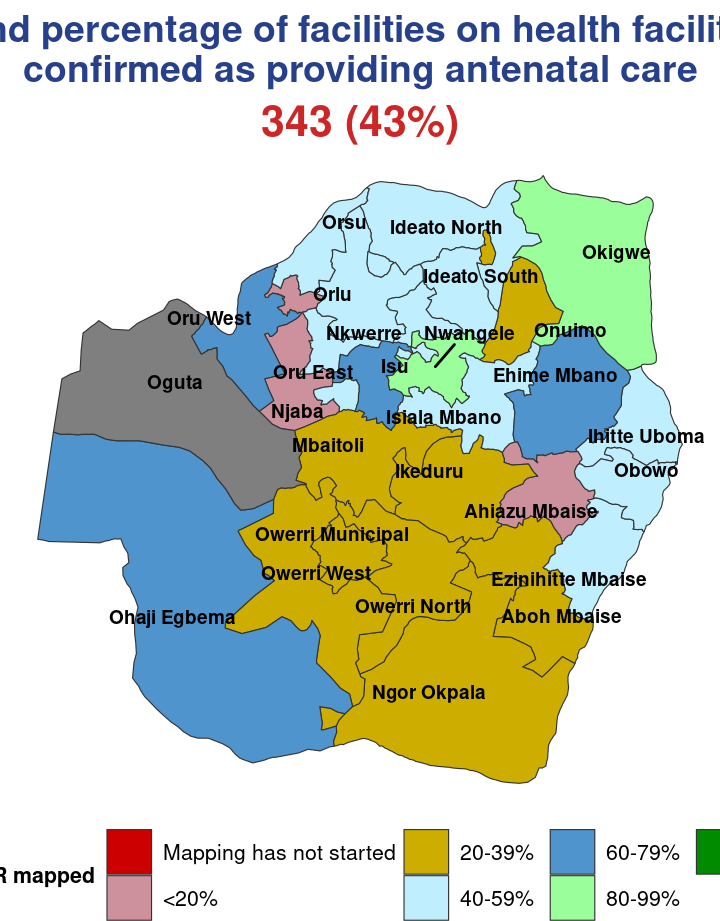 percentage of facilities on health
confirmed as providing antenatal care
343 (43%)
Orsu
Ideato North
Okigwe
Ideato South
Orlu
Oru West
Nkwerre
Nwangele
Onuimo
Isu
Oru East
Ehime Mbano
Oguta
Njaba
Isiala Mbano
Ihitte Uboma
Mbaitoli
Ikeduru
Obowo
Ahiazu Mbaise
Owerri Municipal
Owerri West
Ezinihitte Mbaise
Owerri North
Ohaji Egbema
Aboh Mbaise
Ngor Okpala
Mapping has not started
20-39%
60-79%
R mapped
<20%
40-59%
80-99%